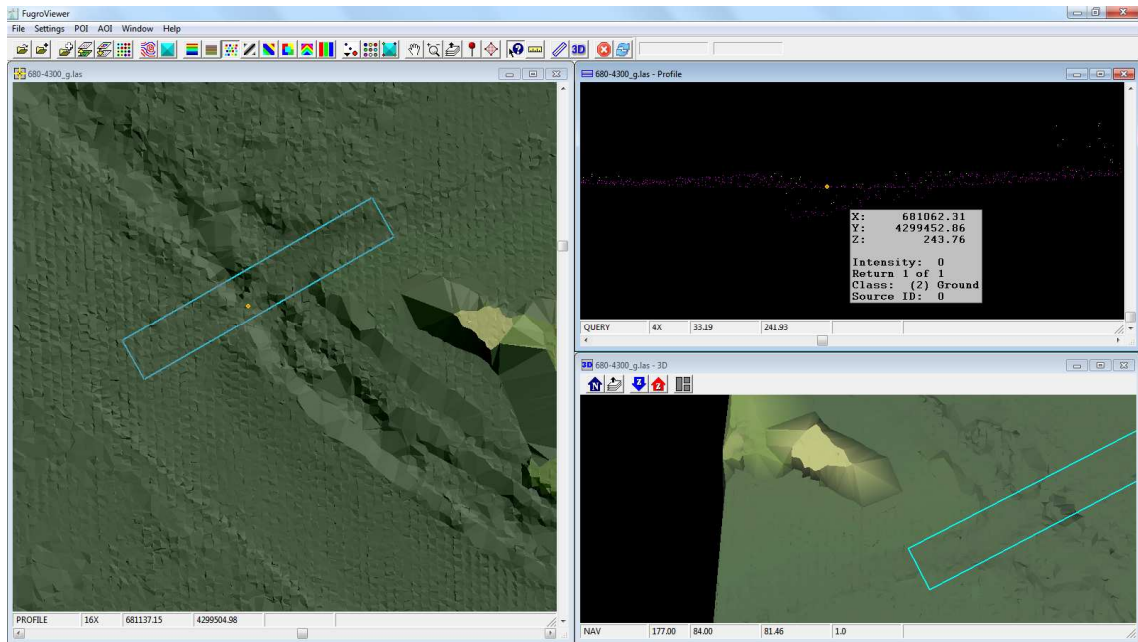 FugroViewer
File Settings POI AOI Window Help
3D
680-4300_g.las
PROFILE 16X 681137.15 4299504.98
680-4300_g.las - Profile
X: 681062.31
Y: 4299452.86
Z: 243.76
Intensity: 0
Return 1 of 1
Class: (2) Ground
Source ID: 0
QUERY 4X 33.19 241.93
3D 680-4300_g.las - 3D
N Z Z
NAV 177.00 84.00 81.46 1.0